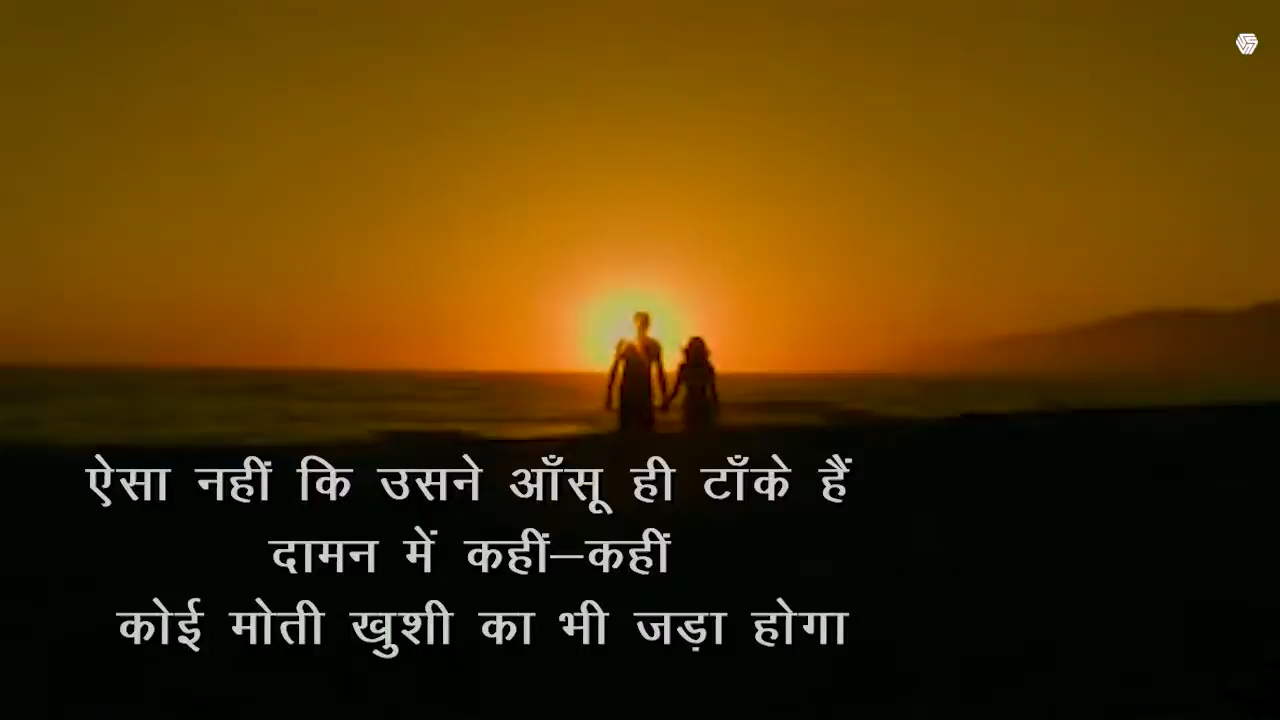 ऐसा नहीं कि उसने आँसू ही टाँके हैं
दामन में कहीं–कहीं
कोई मोती खुशी का भी जड़ा होगा